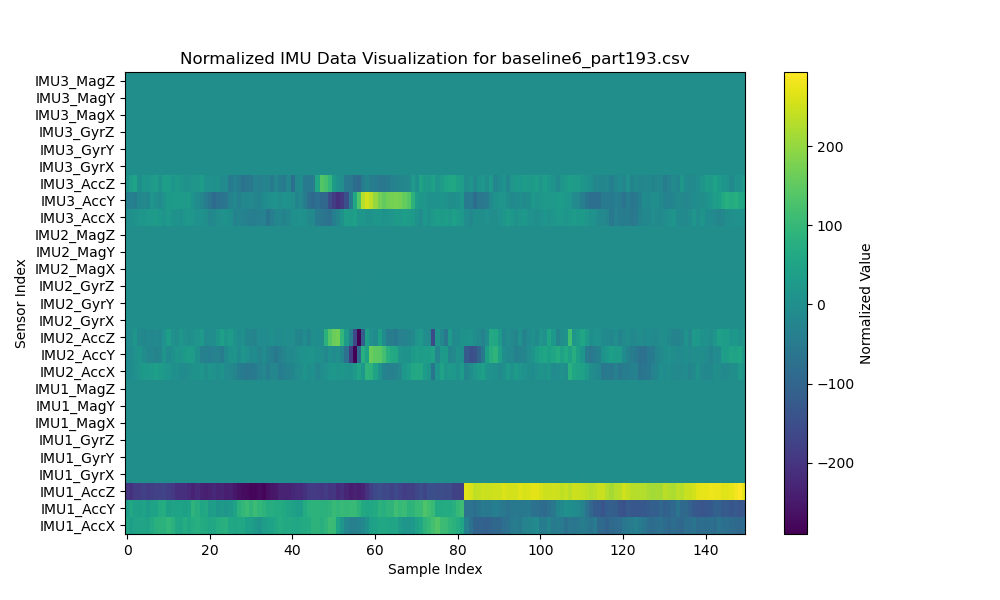 Normalized IMU Data Visualization for baseline6_part193.csv
IMU3_MagZ
IMU3_MagY
IMU3_MagX
IMU3_GyrZ
IMU3_GyrY
IMU3_GyrX
IMU3_AccZ
IMU3_AccY
IMU3_AccX
IMU2_MagZ
IMU2_MagY
IMU2_MagX
IMU2_GyrZ
IMU2_GyrY
IMU2_GyrX
IMU2_AccZ
IMU2_AccY
IMU2_AccX
IMU1_MagZ
IMU1_MagY
IMU1_MagX
IMU1_GyrZ
IMU1_GyrY
IMU1_GyrX
IMU1_AccZ
IMU1_AccY
IMU1_AccX
Sensor Index
0 20 40 60 80 100 120 140
Sample Index
200
100
0
−100
−200
Normalized Value